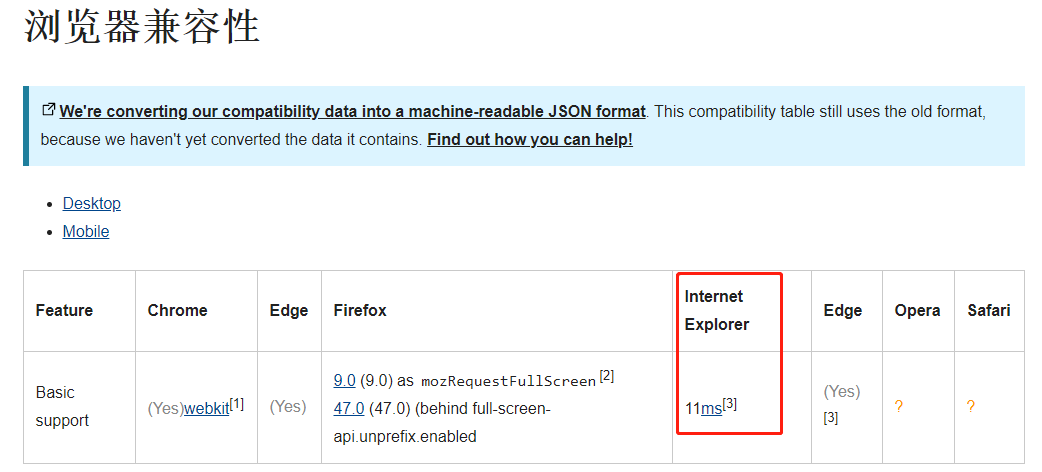 浏览器兼容性
We're converting our compatibility data into a machine-readable JSON format. This compatibility table still uses the old format,
because we haven't yet converted the data it contains. Find out how you can help!
Desktop
Mobile
Feature Chrome Edge Firefox Internet Explorer Edge Opera Safari
Basic support (Yes)webkit[1] (Yes) 9.0 (9.0) as mozRequestFullScreen [2]
47.0 (47.0) (behind full-screen-
api.unprefix.enabled
11ms[3] (Yes)
[3] ? ?